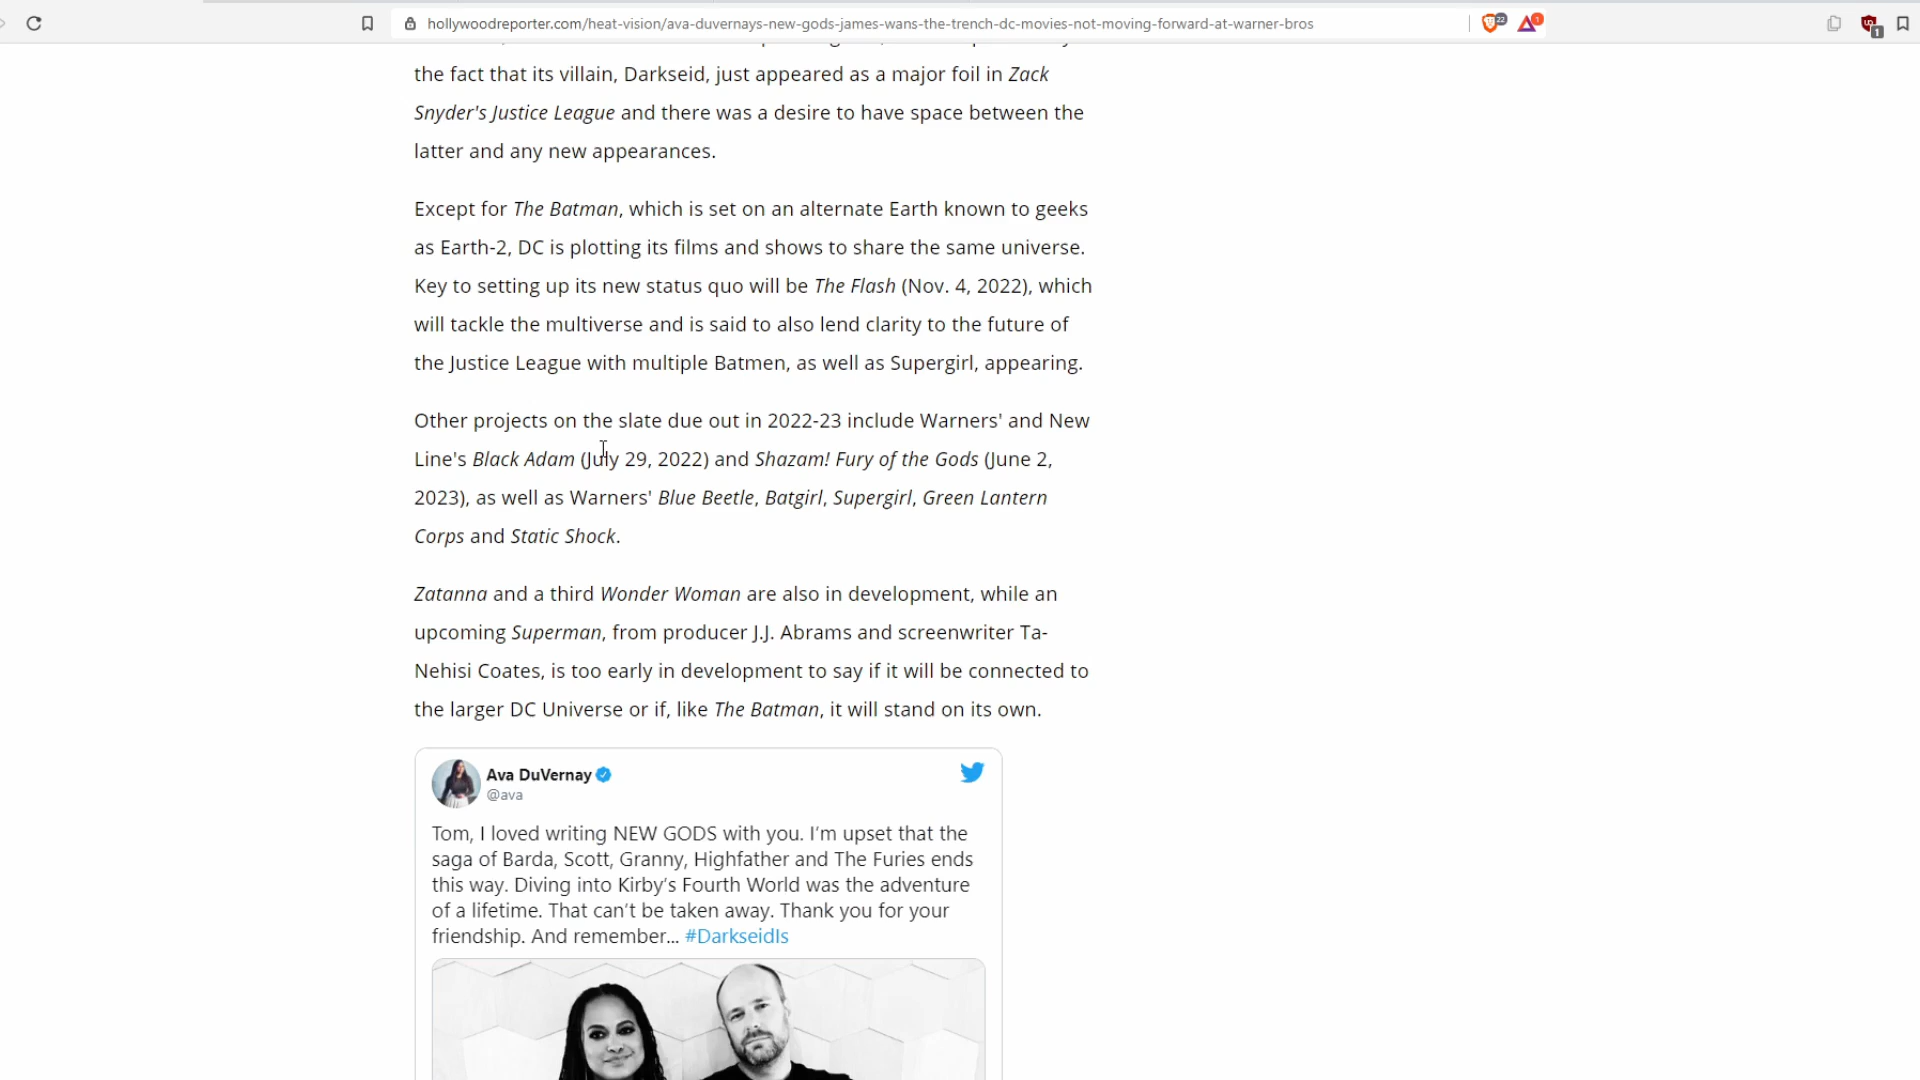 hollywoodreporter.com/heat-vision/ava-duvernays-new-gods-james-wans-the-trench-dc-movies-not-moving-forward-at-warner-bros
22
1
1
the fact that its villain, Darkseid, just appeared as a major foil in Zack
Snyder's Justice League and there was a desire to have space between the
latter and any new appearances.
Except for The Batman, which is set on an alternate Earth known to geeks
as Earth-2, DC is plotting its films and shows to share the same universe.
Key to setting up its new status quo will be The Flash (Nov. 4, 2022), which
will tackle the multiverse and is said to also lend clarity to the future of
the Justice League with multiple Batmen, as well as Supergirl, appearing.
Other projects on the slate due out in 2022-23 include Warners' and New
Line's Black Adam (July 29, 2022) and Shazam! Fury of the Gods (June 2,
2023), as well as Warners' Blue Beetle, Batgirl, Supergirl, Green Lantern
Corps and Static Shock.
Zatanna and a third Wonder Woman are also in development, while an
upcoming Superman, from producer J.J. Abrams and screenwriter Ta-
Nehisi Coates, is too early in development to say if it will be connected to
the larger DC Universe or if, like The Batman, it will stand on its own.
Ava DuVernay
@ava
Tom, I loved writing NEW GODS with you. I'm upset that the
saga of Barda, Scott, Granny, Highfather and The Furies ends
this way. Diving into Kirby's Fourth World was the adventure
of a lifetime. That can't be taken away. Thank you for your
friendship. And remember... #DarkseidIs